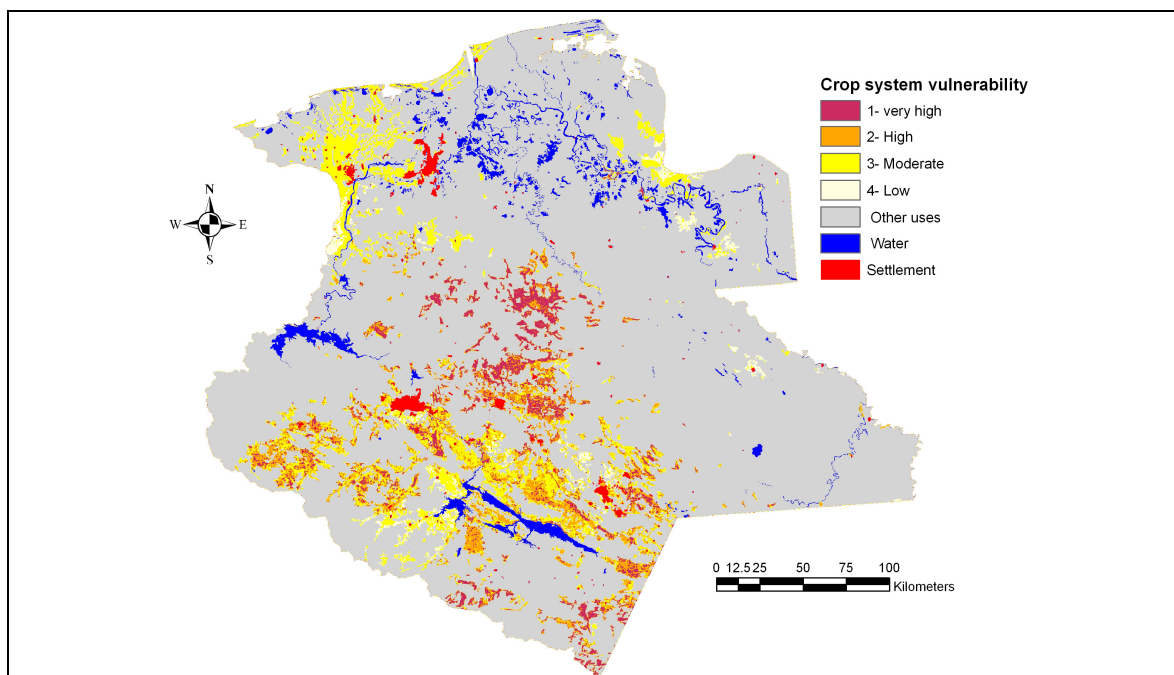 Crop system vulnerability
1- very high
2- High
3- Moderate
4- Low
Other uses
Water
Settlement
N
W E
S
0 12.5 25 50 75 100
Kilometers